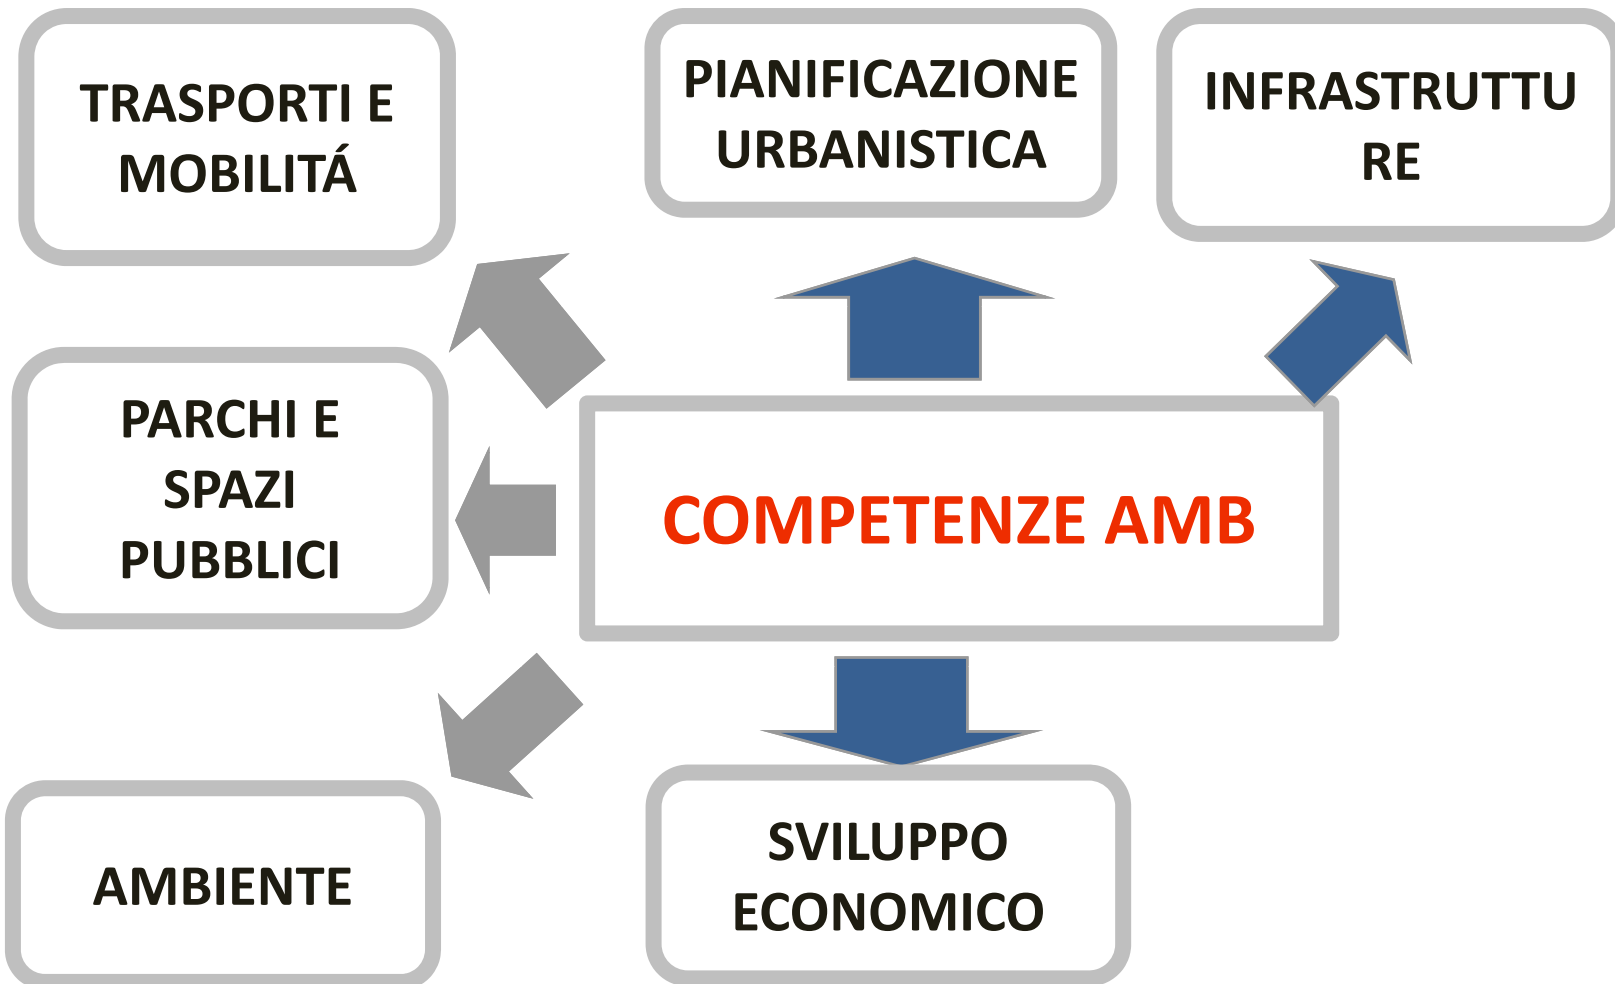 TRASPORTI E
MOBILITÁ
PIANIFICAZIONE
URBANISTICA
INFRASTRUTTU
RE
PARCHI E
SPAZI
PUBBLICI
COMPETENZE AMB
AMBIENTE
SVILUPPO
ECONOMICO